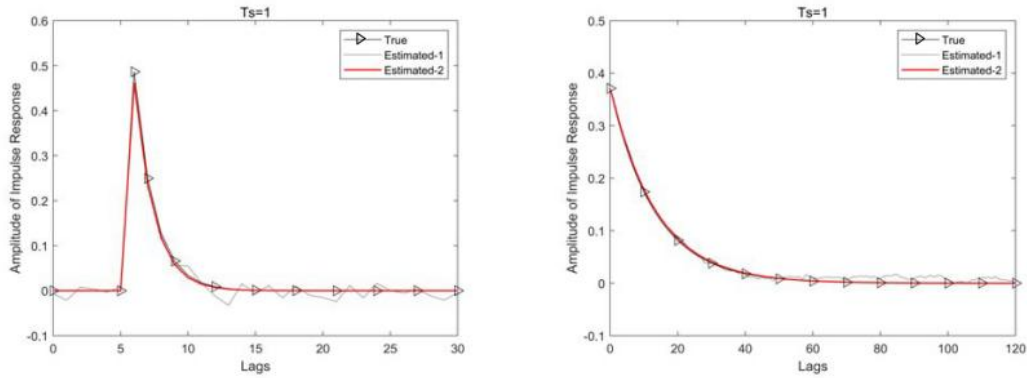 Ts=1
0.6
0.5
0.4
0.3
0.2
0.1
0
-0.1
0 5 10 15 20 25 30
Lags
Amplitude of Impulse Response
True
Estimated-1
Estimated-2
Ts=1
0.5
0.4
0.3
0.2
0.1
0
-0.1
0 20 40 60 80 100 120
Lags
Amplitude of Impulse Response
True
Estimated-1
Estimated-2